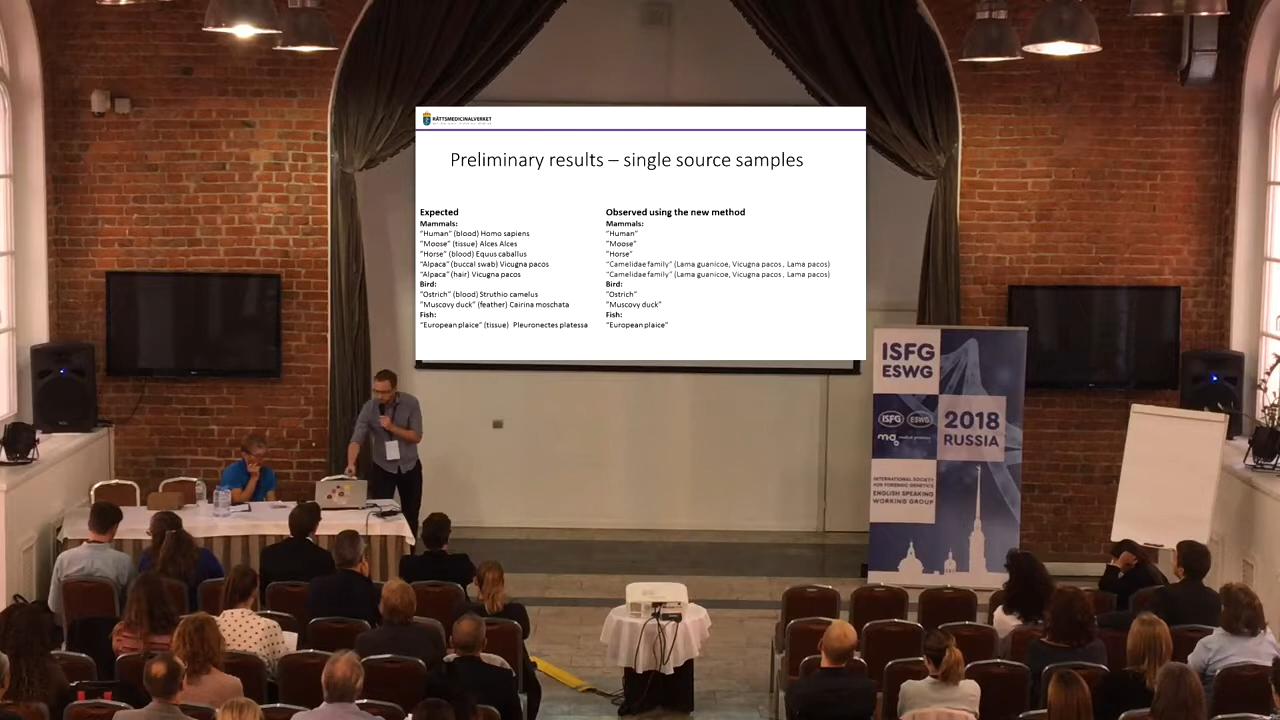 RÄTTSMEDICINALVERKET
Preliminary results – single source samples
Expected
Mammals:
"Human" (blood) Homo sapiens
"Moose" (tissue) Alces Alces
"Horse" (blood) Equus caballus
"Alpaca" (buccal swab) Vicugna pacos
"Alpaca" (hair) Vicugna pacos
Bird:
"Ostrich" (blood) Struthio camelus
"Muscovy duck" (feather) Cairina moschata
Fish:
"European plaice" (tissue) Pleuronectes platessa
Observed using the new method
Mammals:
"Human"
"Moose"
"Horse"
"Camelidae family" (Lama guanicoe, Vicugna pacos , Lama pacos)
"Camelidae family" (Lama guanicoe, Vicugna pacos , Lama pacos)
Bird:
"Ostrich"
"Muscovy duck"
Fish:
"European plaice"
ISFG
ESWG
ISFG ESWG
mg
2018
RUSSIA
INTERNATIONAL SOCIETY
FOR FORENSIC GENETICS
ENGLISH SPEAKING
WORKING GROUP